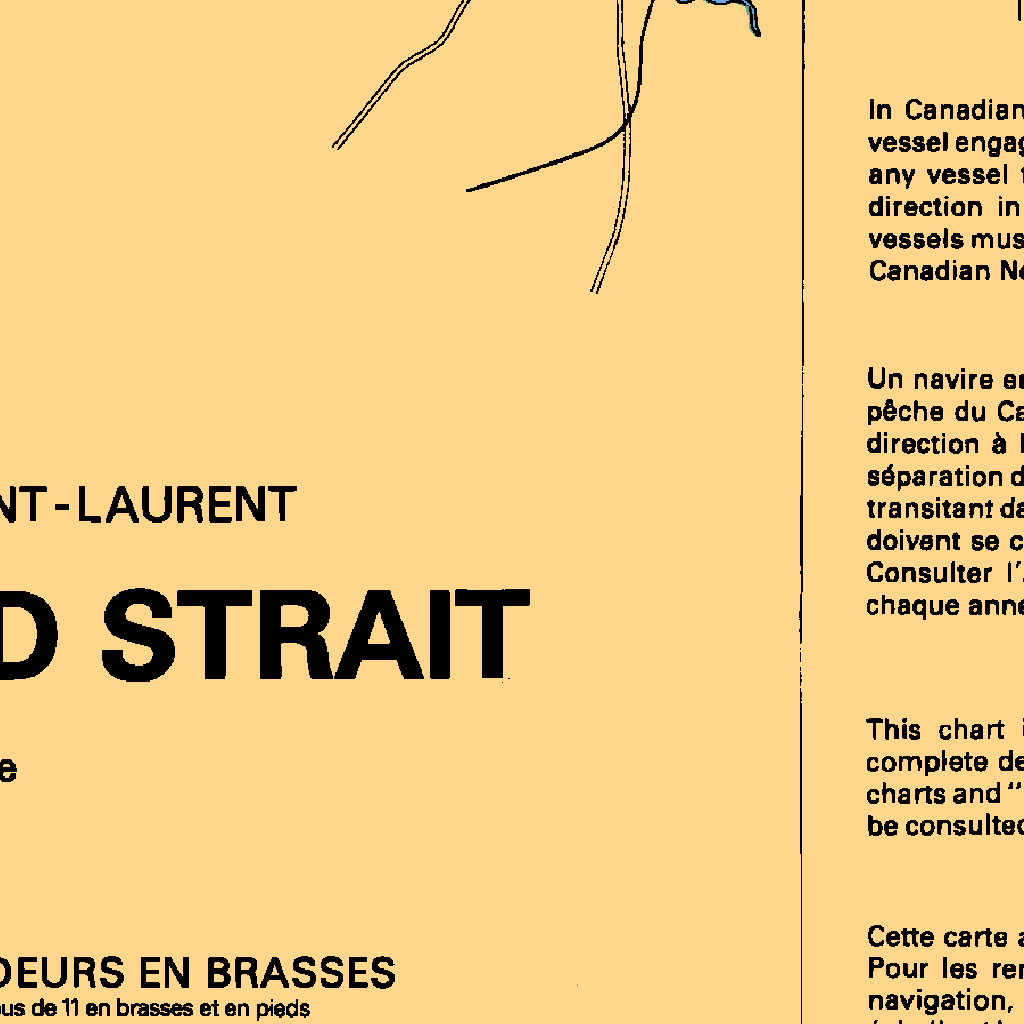 NT-LAURENT
D STRAIT
e
DEURS EN BRASSES
us de 11 en brasses et en pieds
In Canadian
vessel engag
any vessel
direction in
vessels mus
Canadian
Un navire
pêche du Ca
direction à
séparation d
transitant da
doivent se c
Consulter l'
chaque anné
This chart
complete de
charts and "
be consulted
Cette carte a
Pour les
navigation,